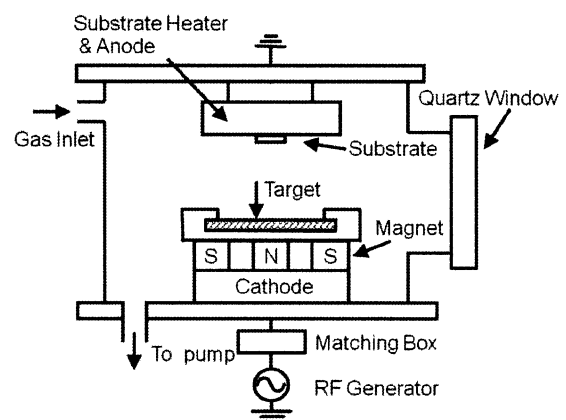 Substrate Heater
& Anode
Quartz Window
Gas Inlet
Substrate
Target
Magnet
S N S
Cathode
To pump
Matching Box
RF Generator